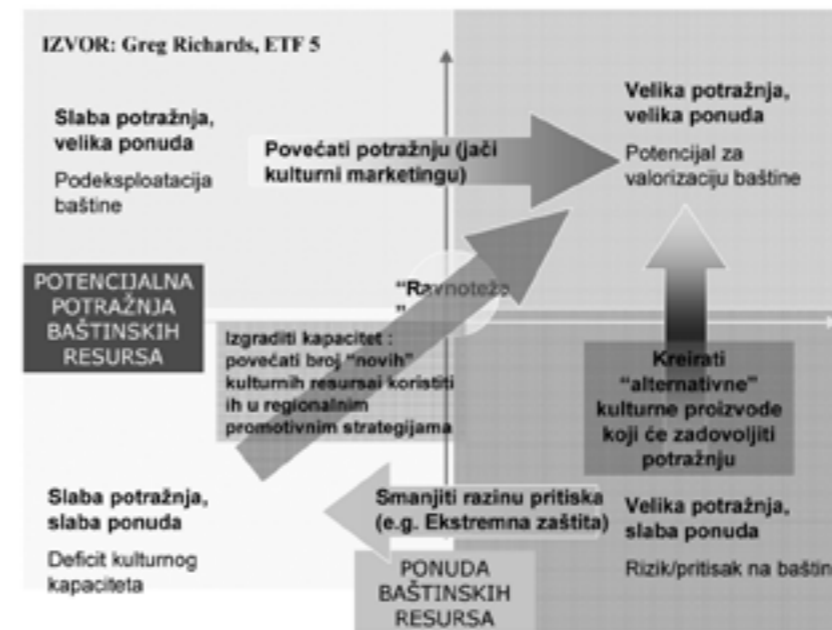 IZVOR: Greg Richards, ETF 5
Slaba potražnja,
velika ponuda
Podeksploatacija
baštine
Povećati potražnju (jači
kulturni marketingu)
Velika potražnja,
velika ponuda
Potencijal za
valorizaciju baštine
POTENCIJALNA
POTRAŽNJA
BAŠTINSKIH
RESURSA
“Ravnoteža
”
Izgraditi kapacitet :
povećati broj “novih”
kulturnih resursai koristiti
ih u regionalnim
promotivnim strategijama
Kreirati
“alternativne”
kulturne proizvode
koji će zadovoljiti
potražnju
Slaba potražnja,
slaba ponuda
Deficit kulturnog
kapaciteta
Smanjiti razinu pritiska
(e.g. Ekstremna zaštita)
Velika potražnja,
slaba ponuda
Rizik/pritisak na baštin
PONUDA
BAŠTINSKIH
RESURSA